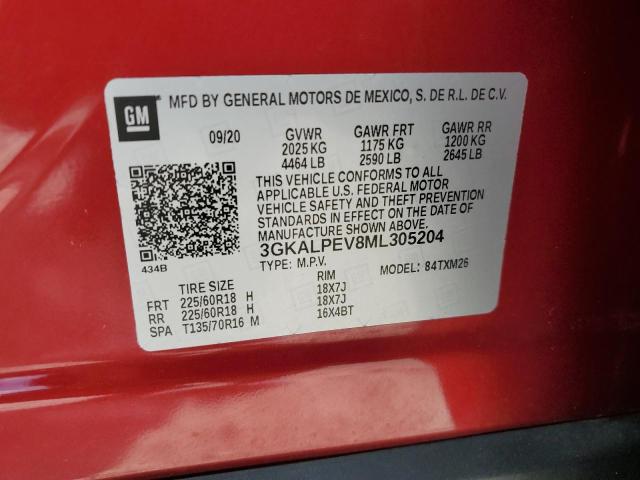 GM
MFD BY GENERAL MOTORS DE MEXICO, S. DE R.L. DE C.V.
09/20 GVWR GAWR FRT GAWR RR
2025 KG 1175 KG 1200 KG
4464 LB 2590 LB 2645 LB
THIS VEHICLE CONFORMS TO ALL
APPLICABLE U.S. FEDERAL MOTOR
VEHICLE SAFETY AND THEFT PREVENTION
STANDARDS IN EFFECT ON THE DATE OF
MANUFACTURE SHOWN ABOVE.
3GKALPEV8ML305204
434B TYPE: M.P.V. MODEL: 84TXM26
TIRE SIZE RIM
FRT 225/60R18 H 18X7J
RR 225/60R18 H 18X7J
SPA T135/70R16 M 16X4BT